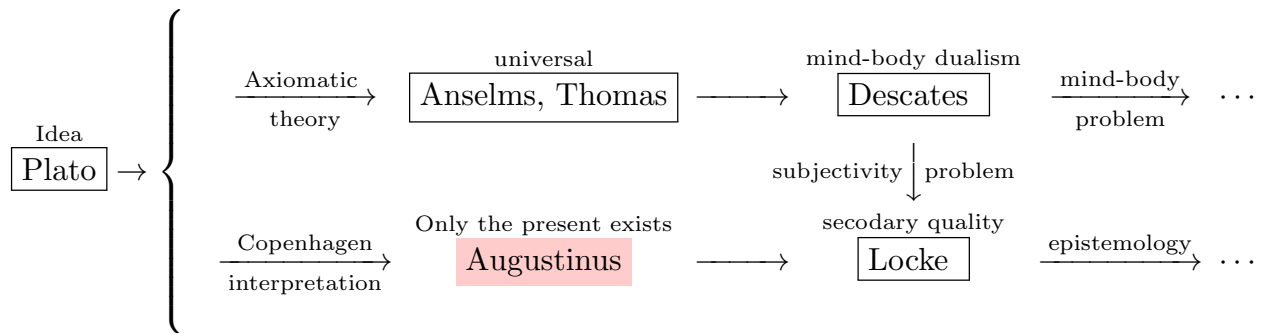 Idea
Plato
Axiomatic
theory
universal
Anselms, Thomas
mind-body dualism
Descates
mind-body
problem
...
subjectivity problem
Copenhagen
interpretation
Only the present exists
Augustinus
secodary quality
Locke
epistemology
...